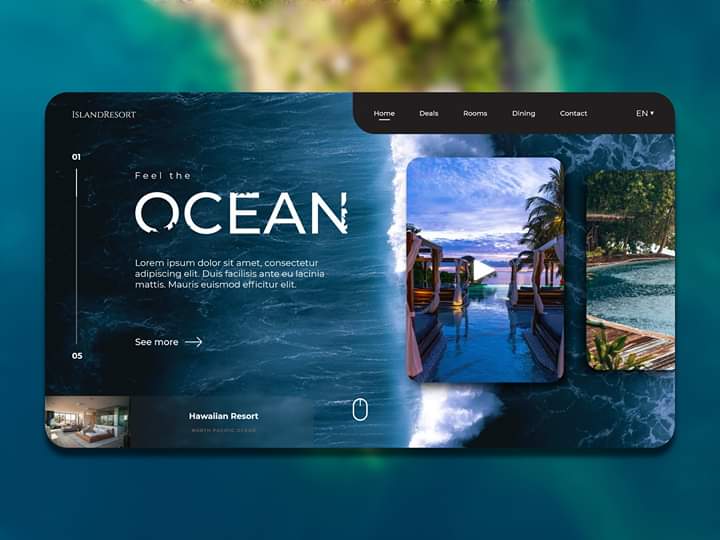 IslandResort
Home Deals Rooms Dining Contact EN
01
Feel the
OCEAN
Lorem ipsum dolor sit amet, consectetur
adipiscing elit. Duis facilisis ante eu lacinia
mattis. Mauris euismod efficitur elit.
See more
05
Hawaiian Resort
NORTH PACIFIC OCEAN